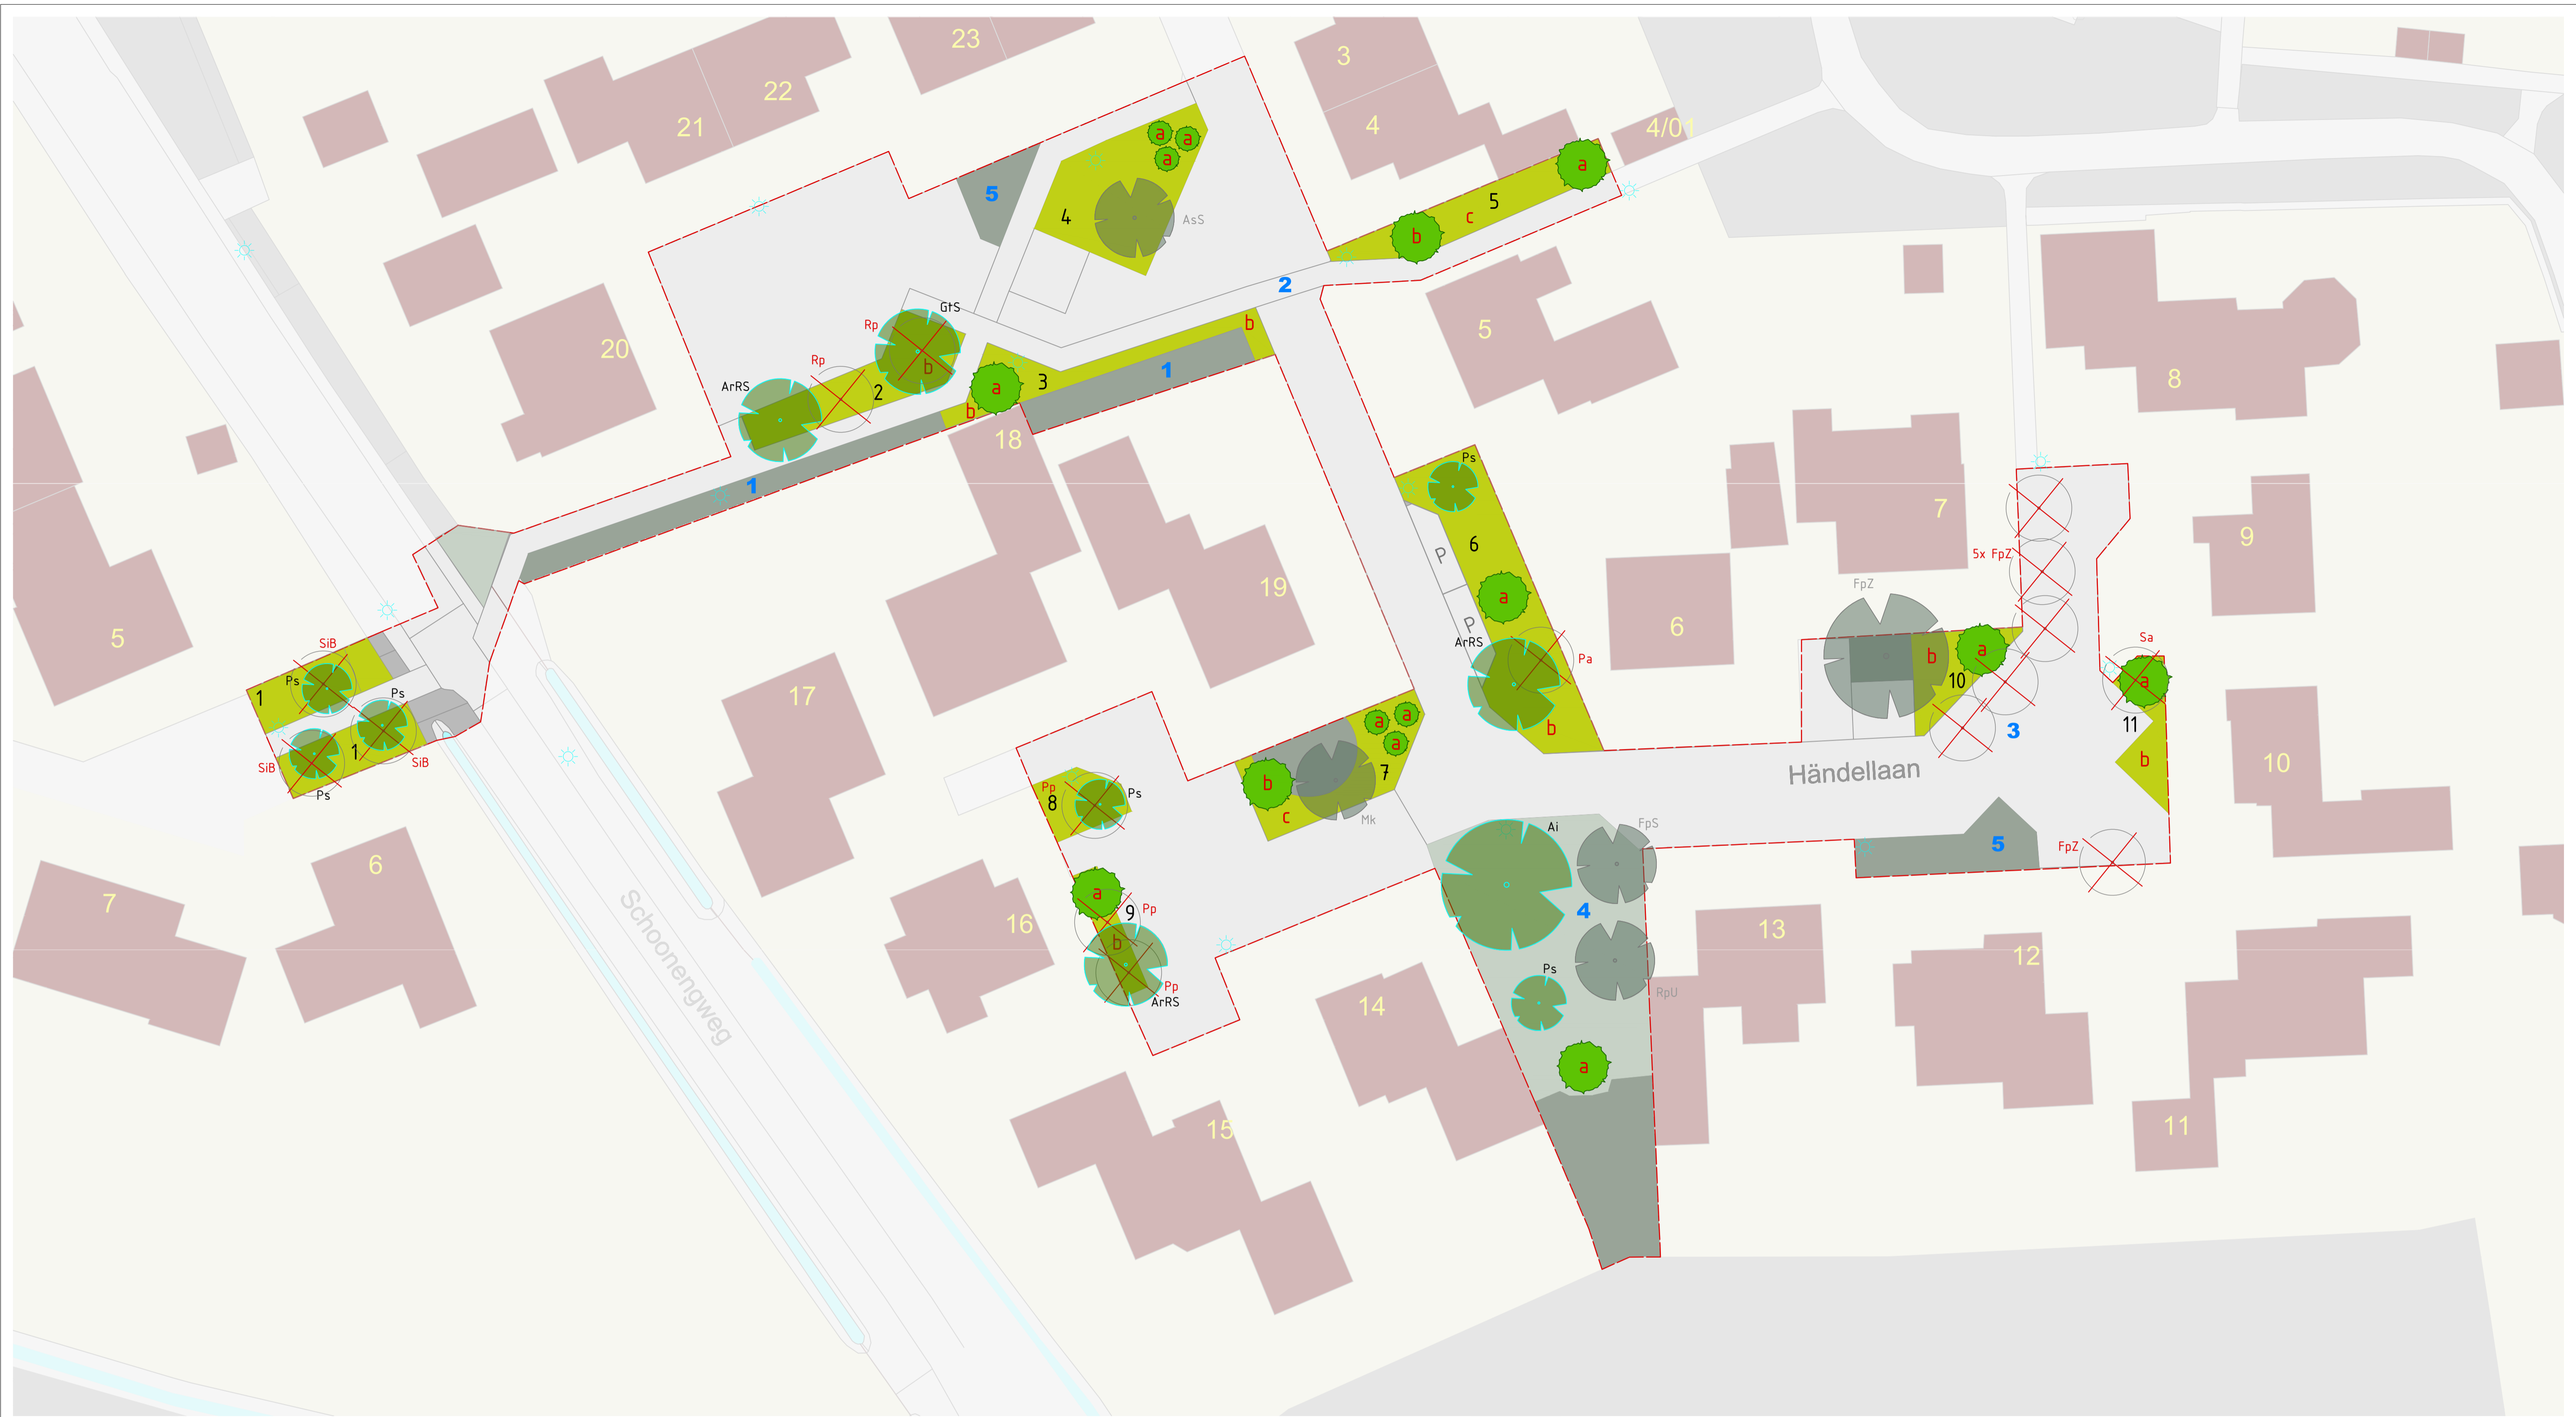 23
3
22
21
4
4/01
a
a
a
a
5
5
4
AsS
c
b
2
5
20
GtS
Rp
Rp
b
2
ArRS
b
3
a
b
1
18
1
8
7
9
Ps
6
P
19
a
P
ArRS
Pa
b
6
5x FpZ
FpZ
b
a
10
3
Sa
a
11
b
10
Händellaan
5
SiB
Ps
1
Ps
SiB
1
SiB
Ps
17
a
a
a
7
b
c
Mk
Pp
8
Ps
a
9
Pp
b
Pp
ArRS
16
Ai
FpS
4
Ps
RpU
a
5
FpZ
13
12
14
11
15
6
7
Schoonengweg